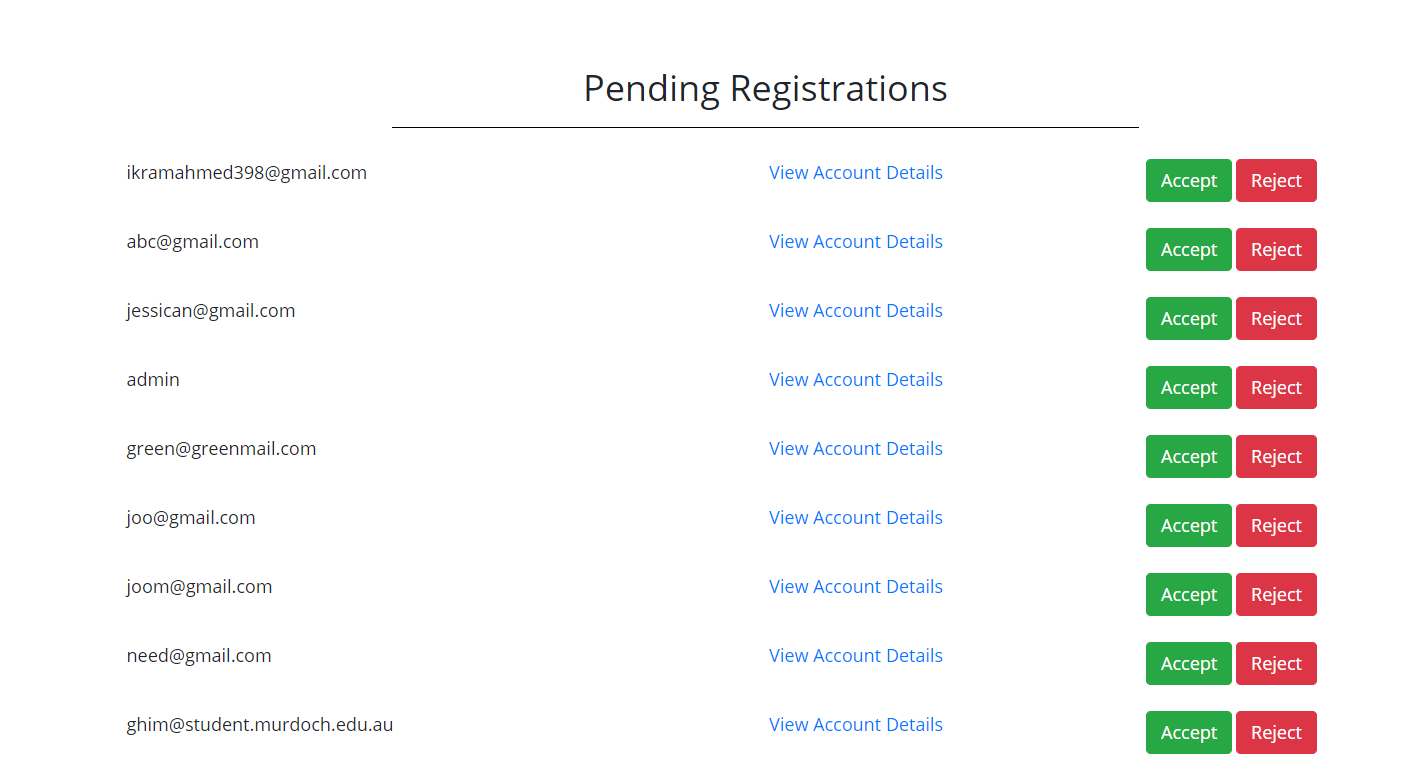 Pending Registrations
ikramahmed398@gmail.com View Account Details Accept Reject
abc@gmail.com View Account Details Accept Reject
jessican@gmail.com View Account Details Accept Reject
admin View Account Details Accept Reject
green@greenmail.com View Account Details Accept Reject
joo@gmail.com View Account Details Accept Reject
joom@gmail.com View Account Details Accept Reject
need@gmail.com View Account Details Accept Reject
ghim@student.murdoch.edu.au View Account Details Accept Reject